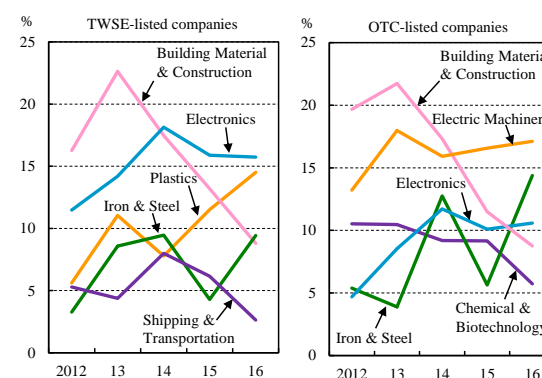 %
TWSE-listed companies
25
20
15
10
5
0
2012 13 14 15 16
Building Material
& Construction
Electronics
Plastics
Iron & Steel
Shipping &
Transportation
%
OTC-listed companies
25
20
15
10
5
0
2012 13 14 15 16
Building Materia
& Construction
Electric Machiner
Electronics
Chemical &
Biotechnology
Iron & Steel